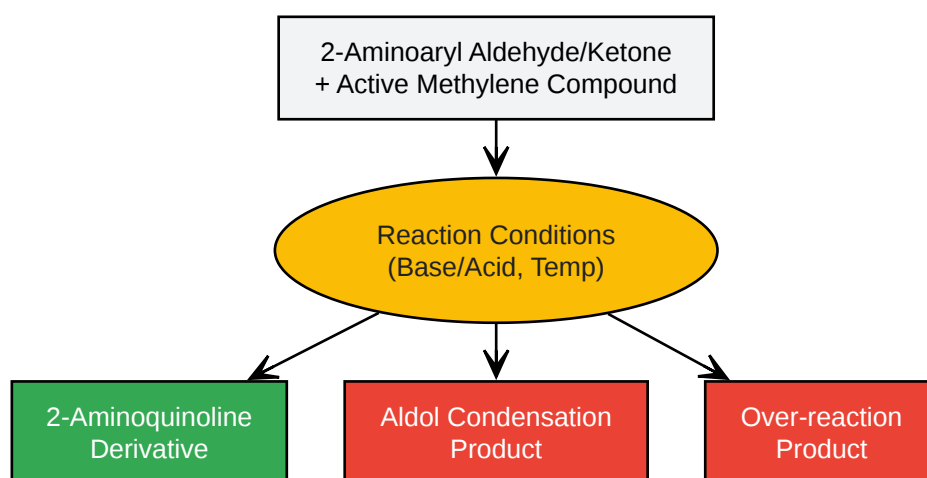 2-Aminoaryl Aldehyde/Ketone
+ Active Methylene Compound
Reaction Conditions
(Base/Acid, Temp)
2-Aminoquinoline
Derivative
Aldol Condensation
Product
Over-reaction
Product